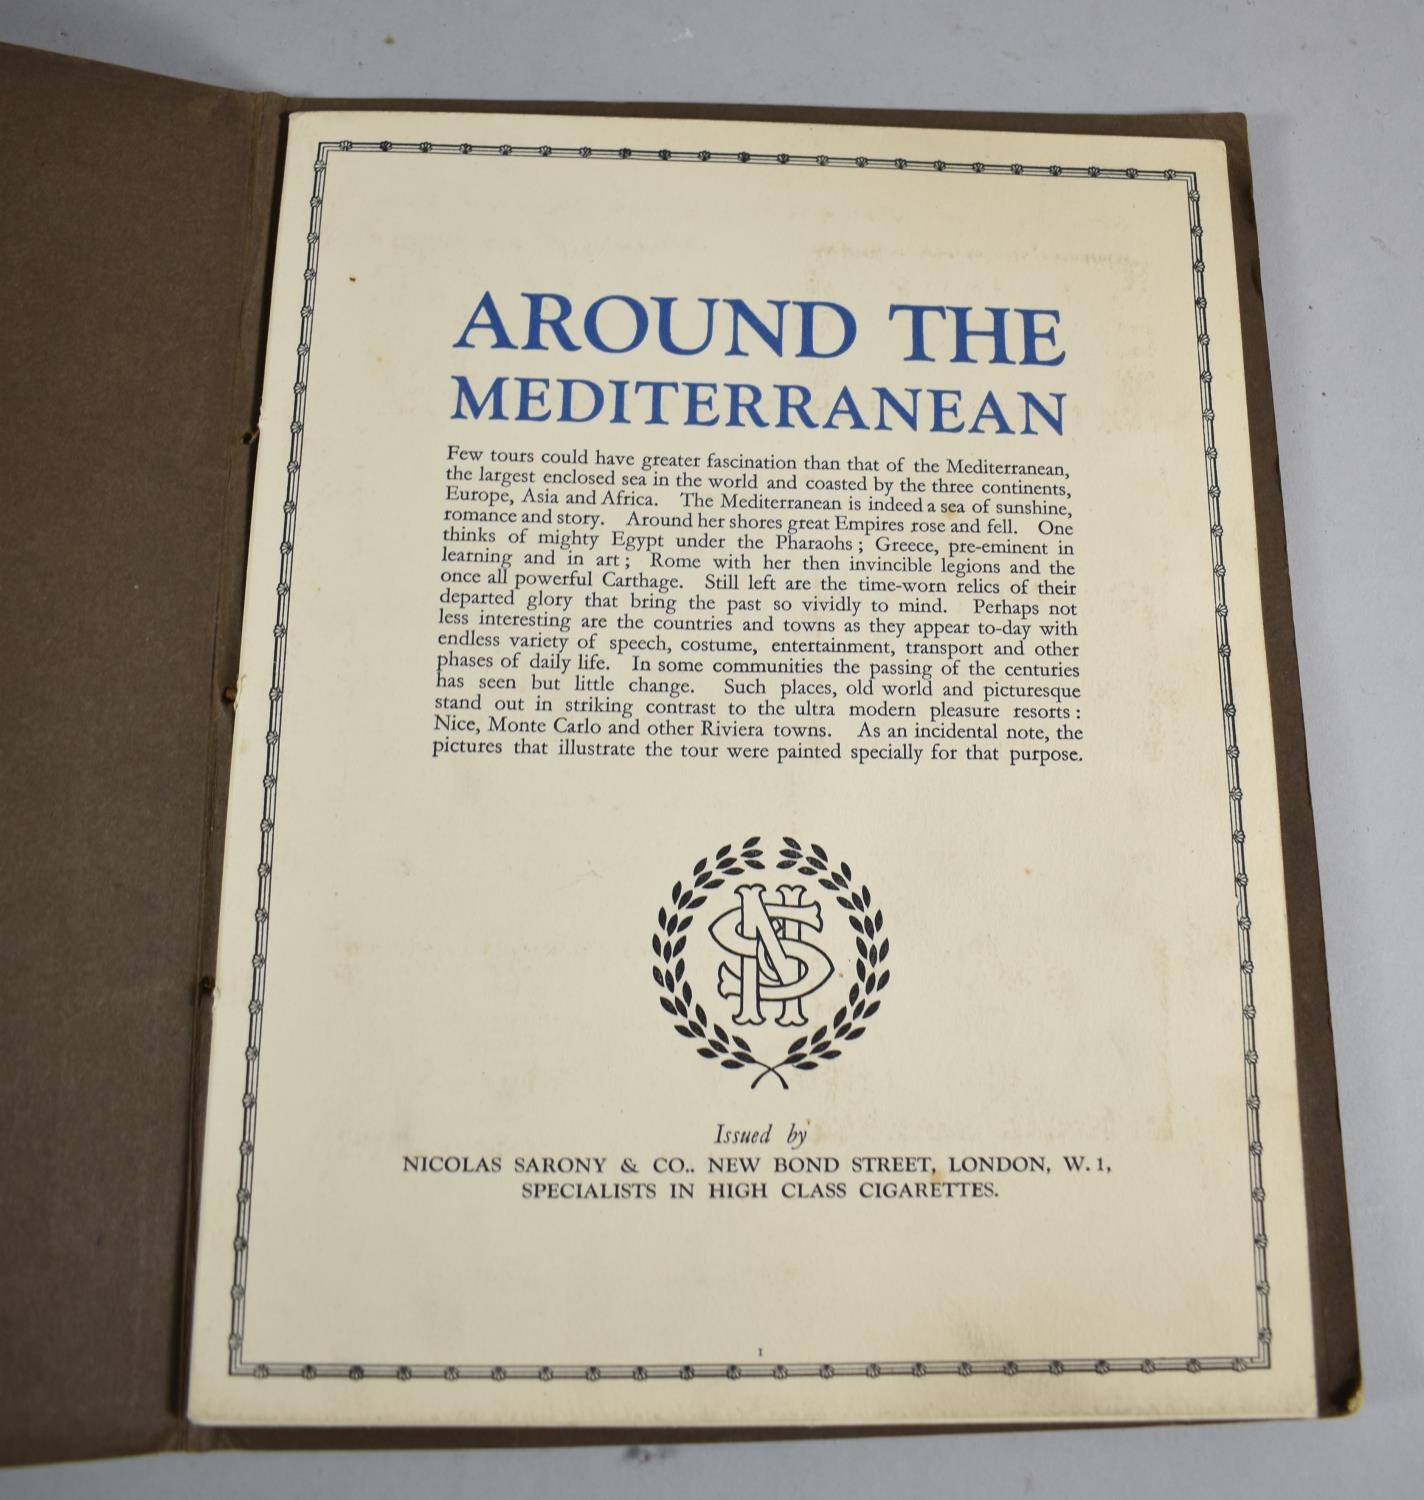 AROUND THE
MEDITERRANEAN
Few tours could have greater fascination than that of the Mediterranean,
the largest enclosed sea in the world and coasted by the three continents,
Europe, Asia and Africa. The Mediterranean is indeed a sea of sunshine,
romance and story. Around her shores great Empires rose and fell. One
thinks of mighty Egypt under the Pharaohs ; Greece, pre-eminent in
learning and in art ; Rome with her then invincible legions and the
once all powerful Carthage. Still left are the time-worn relics of their
departed glory that bring the past so vividly to mind. Perhaps not
less interesting are the countries and towns as they appear to-day with
endless variety of speech, costume, entertainment, transport and other
phases of daily life. In some communities the passing of the centuries
has seen but little change. Such places, old world and picturesque
stand out in striking contrast to the ultra modern pleasure resorts :
Nice, Monte Carlo and other Riviera towns. As an incidental note, the
pictures that illustrate the tour were painted specially for that purpose.
NS
Issued by
NICOLAS SARONY & CO., NEW BOND STREET, LONDON, W. 1,
SPECIALISTS IN HIGH CLASS CIGARETTES.
1